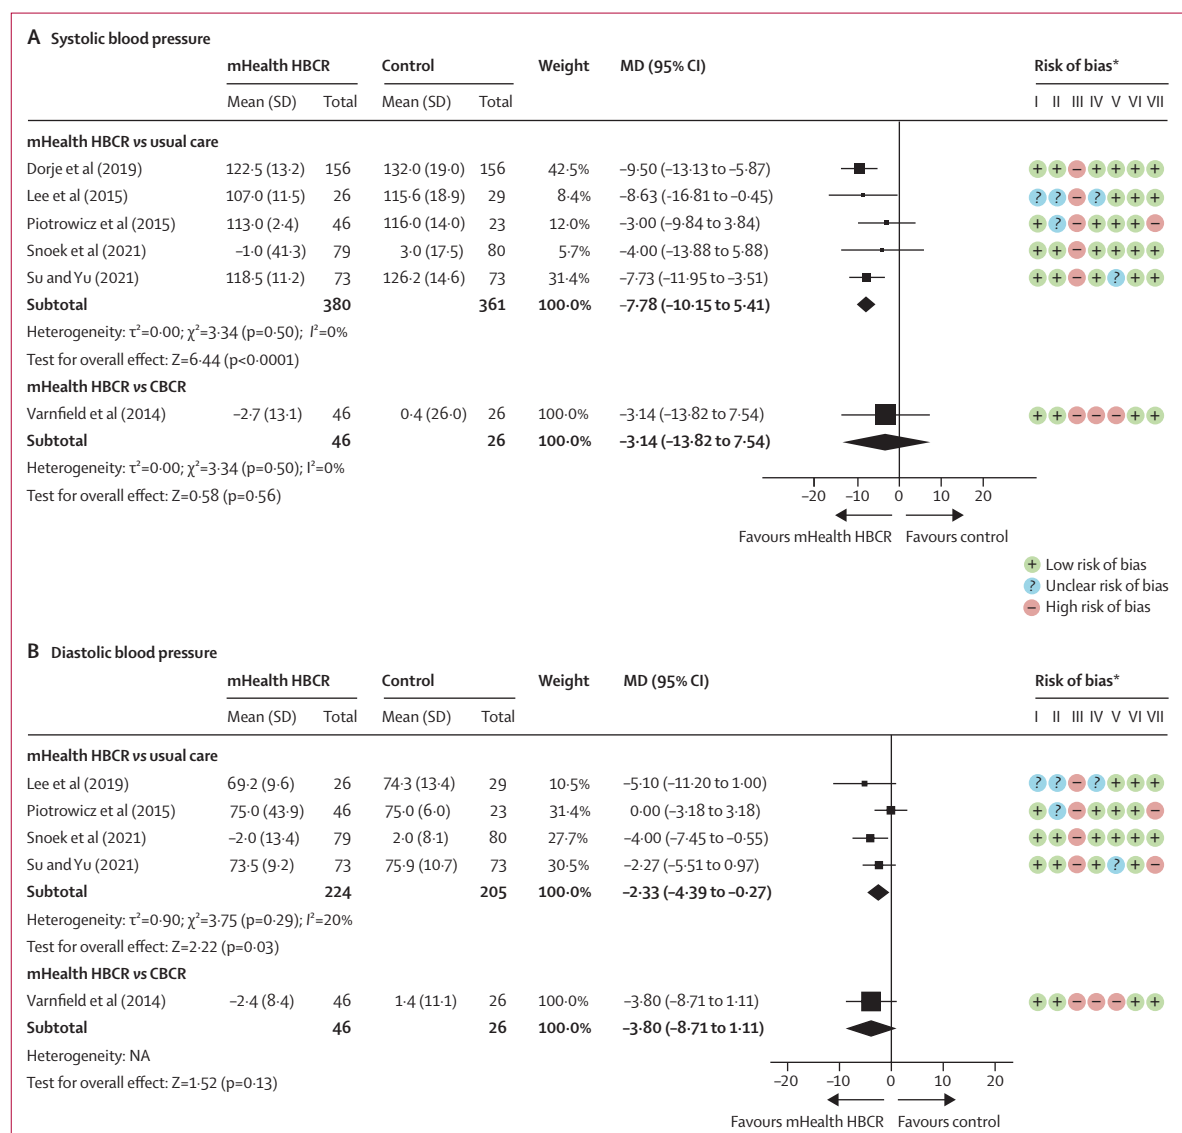 A Systolic blood pressure
mHealth HBCR Control Weight MD (95% CI) Risk of bias*
Mean (SD) Total Mean (SD) Total I II III IV V VI VII
mHealth HBCR vs usual care
Dorje et al (2019) 122·5 (13·2) 156 132·0 (19·0) 156 42·5% –9·50 (–13·13 to –5·87) + + – + + + +
Lee et al (2015) 107·0 (11·5) 26 115·6 (18·9) 29 8·4% –8·63 (-16·81 to –0·45) ? ? – ? + + +
Piotrowicz et al (2015) 113·0 (2·4) 46 116·0 (14·0) 23 12·0% –3·00 (–9·84 to 3·84) + ? – + + + –
Snoek et al (2021) –1·0 (41·3) 79 3·0 (17·5) 80 5·7% –4·00 (–13·88 to 5·88) + + – + + + +
Su and Yu (2021) 118·5 (11·2) 73 126·2 (14·6) 73 31·4% –7·73 (–11·95 to –3·51) + + – + ? + +
Subtotal 380 361 100·0% –7·78 (–10·15 to 5·41)
Heterogeneity: τ²=0·00; χ²=3·34 (p=0·50); I²=0%
Test for overall effect: Z=6·44 (p<0·0001)
mHealth HBCR vs CBCR
Varnfield et al (2014) –2·7 (13·1) 46 0·4 (26·0) 26 100·0% –3·14 (–13·82 to 7·54) + + – – – + +
Subtotal 46 26 100·0% –3·14 (–13·82 to 7·54)
Heterogeneity: τ²=0·00; χ²=3·34 (p=0·50); I²=0%
Test for overall effect: Z=0·58 (p=0·56)
–20 –10 0 10 20
Favours mHealth HBCR Favours control
+ Low risk of bias
? Unclear risk of bias
– High risk of bias
B Diastolic blood pressure
mHealth HBCR Control Weight MD (95% CI) Risk of bias*
Mean (SD) Total Mean (SD) Total I II III IV V VI VII
mHealth HBCR vs usual care
Lee et al (2019) 69·2 (9·6) 26 74·3 (13·4) 29 10·5% –5·10 (–11·20 to 1·00) ? ? – ? + + +
Piotrowicz et al (2015) 75·0 (43·9) 46 75·0 (6·0) 23 31·4% 0·00 (–3·18 to 3·18) + ? – + + + –
Snoek et al (2021) –2·0 (13·4) 79 2·0 (8·1) 80 27·7% –4·00 (–7·45 to –0·55) + + – + + + +
Su and Yu (2021) 73·5 (9·2) 73 75·9 (10·7) 73 30·5% –2·27 (–5·51 to 0·97) + + – + ? + –
Subtotal 224 205 100·0% –2·33 (–4·39 to –0·27)
Heterogeneity: τ²=0·90; χ²=3·75 (p=0·29); I²=20%
Test for overall effect: Z=2·22 (p=0·03)
mHealth HBCR vs CBCR
Varnfield et al (2014) –2·4 (8·4) 46 1·4 (11·1) 26 100·0% –3·80 (–8·71 to 1·11) + + – – – + +
Subtotal 46 26 100·0% –3·80 (–8·71 to 1·11)
Heterogeneity: NA
Test for overall effect: Z=1·52 (p=0·13)
–20 –10 0 10 20
Favours mHealth HBCR Favours control